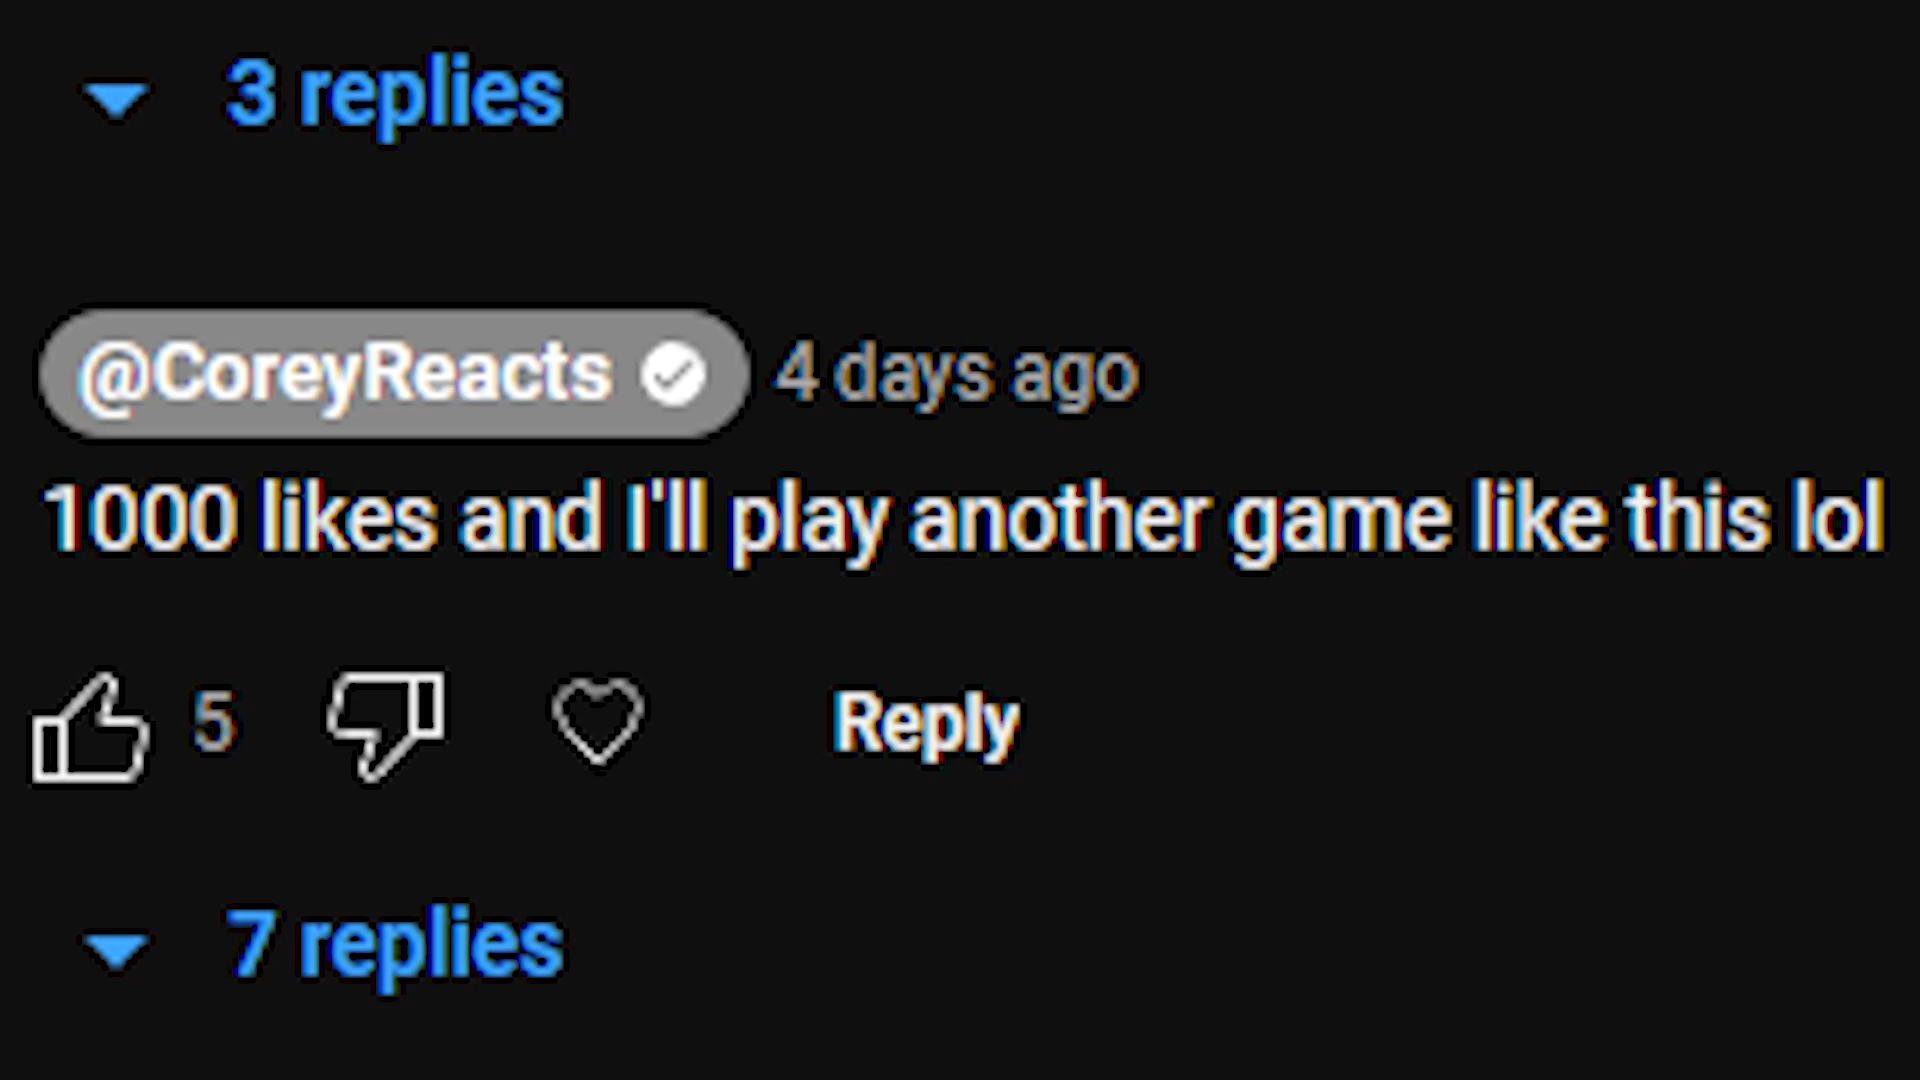 3 replies
@CoreyReacts 4 days ago
1000 likes and I'll play another game like this lol
5 Reply
7 replies